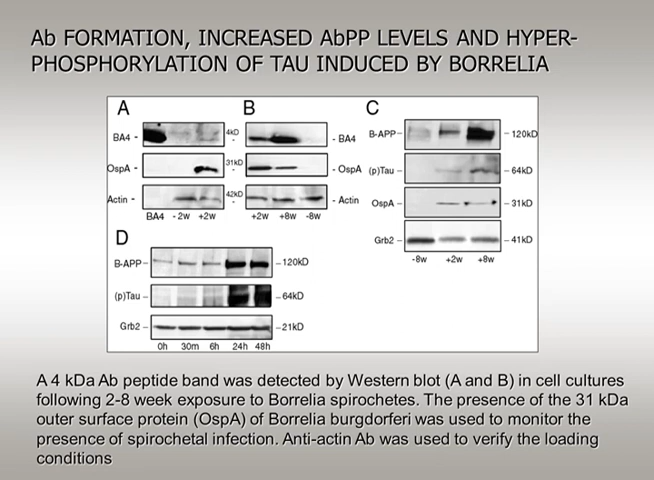 Ab FORMATION, INCREASED AbPP LEVELS AND HYPER-
PHOSPHORYLATION OF TAU INDUCED BY BORRELIA
A
BA4 - 4kD
OspA - 31kD
Actin - 42kD
BA4 -2w +2w
B
- BA4
- OspA
- Actin
+2w +8w -8w
C
B-APP – – 120kD
(p)Tau – 64kD
OspA – 31kD
Grb2 – – 41kD
-8w +2w +8w
D
B-APP – – 120kD
(p)Tau – – 64kD
Grb2 – – 21kD
0h 30m 6h 24h 48h
A 4 kDa Ab peptide band was detected by Western blot (A and B) in cell cultures
following 2-8 week exposure to Borrelia spirochetes. The presence of the 31 kDa
outer surface protein (OspA) of Borrelia burgdorferi was used to monitor the
presence of spirochetal infection. Anti-actin Ab was used to verify the loading
conditions